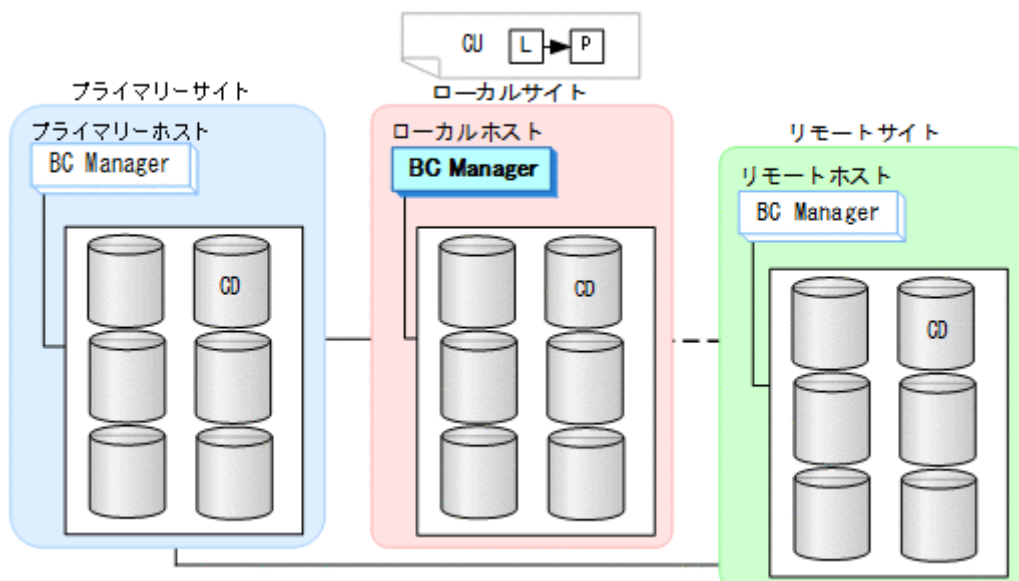 CU L P
プライマリーサイト
プライマリーホスト
BC Manager
CD
ローカルサイト
ローカルホスト
BC Manager
CD
リモートサイト
リモートホスト
BC Manager
CD